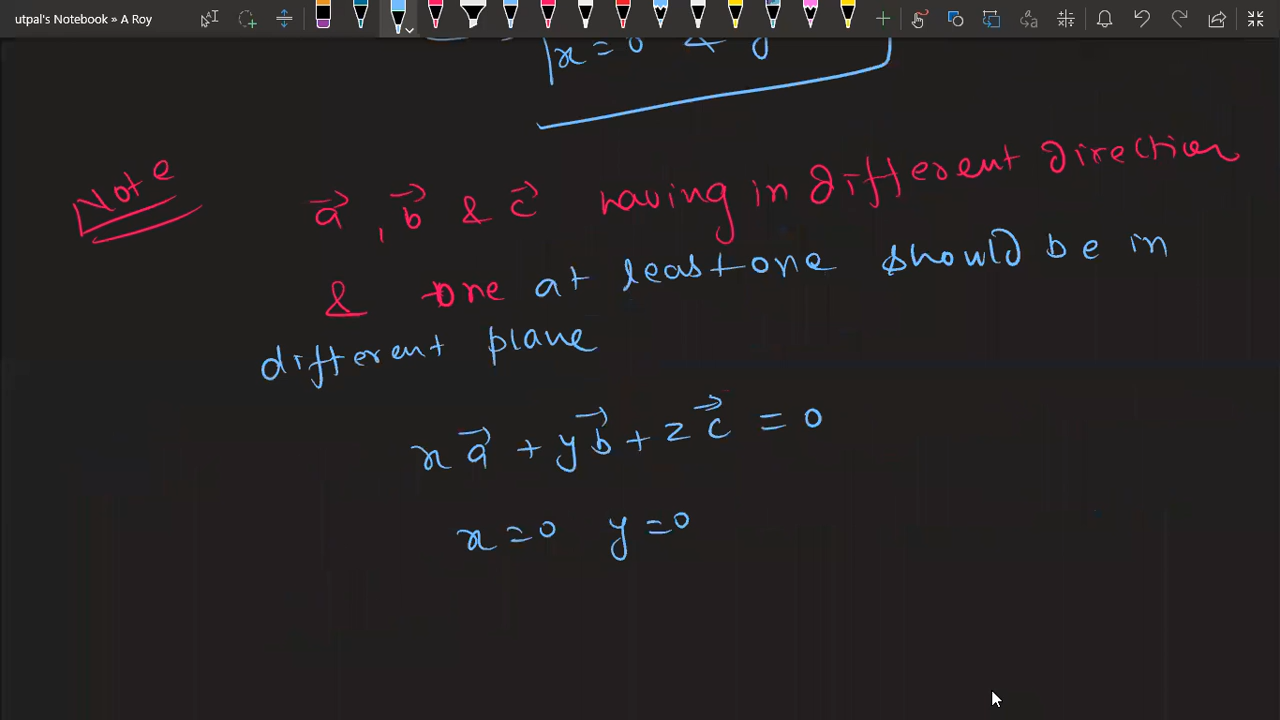 utpal's Notebook » A Roy
x = 0 & y
Note
a⃗, b⃗ & c⃗ having in different direction
& one at least one should be in
different plane
xa⃗ + yb⃗ + zc⃗ = 0
x = 0 y = 0